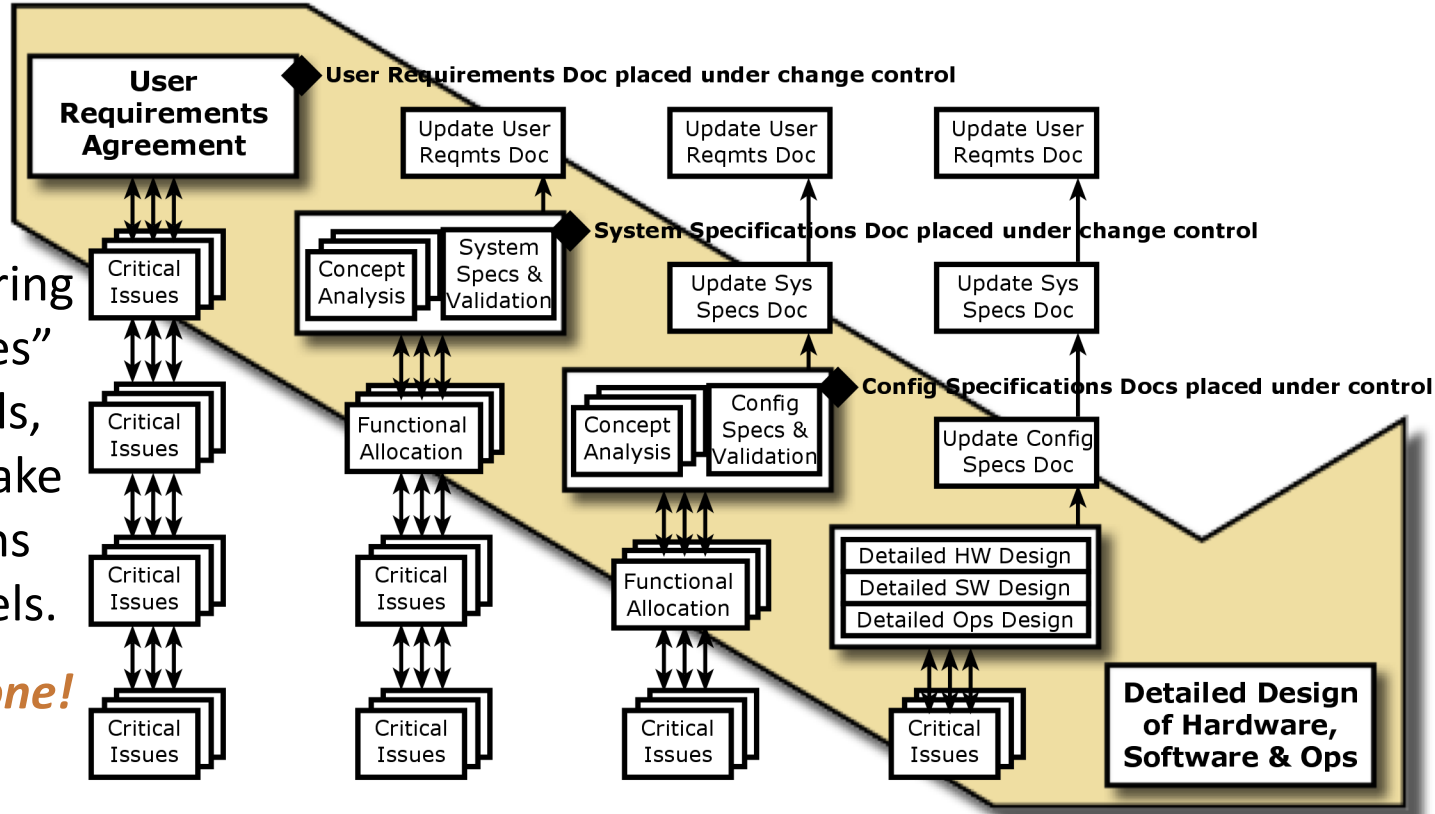 User
Requirements
Agreement
User Requirements Doc placed under change control
Update User
Reqmts Doc
Update User
Reqmts Doc
Update User
Reqmts Doc
Critical
Issues
Concept
Analysis
System
Specs &
Validation
System Specifications Doc placed under change control
Update Sys
Specs Doc
Update Sys
Specs Doc
ring
es”
ls,
ake
ns
els.
one!
Critical
Issues
Functional
Allocation
Concept
Analysis
Config
Specs &
Validation
Config Specifications Docs placed under control
Update Config
Specs Doc
Critical
Issues
Critical
Issues
Functional
Allocation
Detailed HW Design
Detailed SW Design
Detailed Ops Design
Critical
Issues
Critical
Issues
Critical
Issues
Critical
Issues
Detailed Design
of Hardware,
Software & Ops